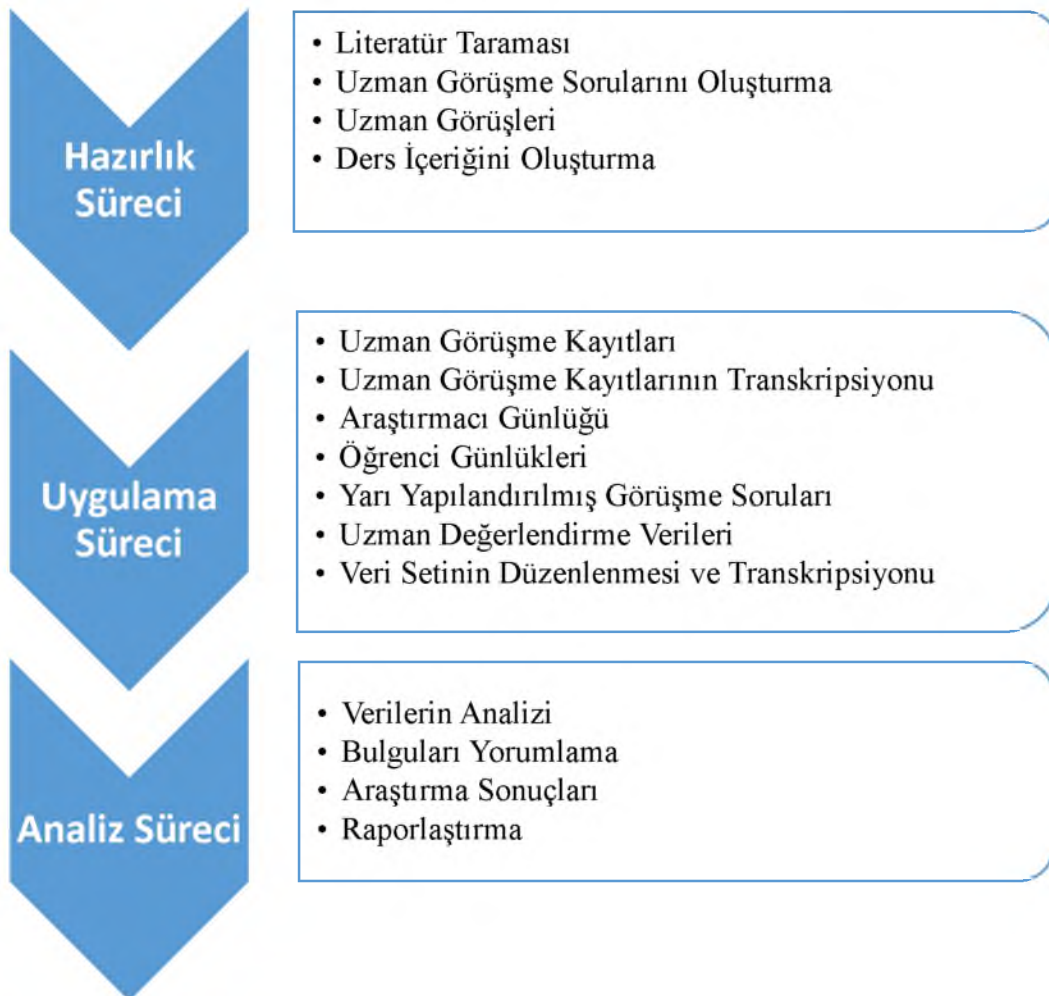 Hazırlık
Süreci
• Literatür Taraması
• Uzman Görüşme Sorularını Oluşturma
• Uzman Görüşleri
• Ders İçeriğini Oluşturma
Uygulama
Süreci
• Uzman Görüşme Kayıtları
• Uzman Görüşme Kayıtlarının Transkripsiyonu
• Araştırmacı Günlüğü
• Öğrenci Günlükleri
• Yarı Yapılandırılmış Görüşme Soruları
• Uzman Değerlendirme Verileri
• Veri Setinin Düzenlenmesi ve Transkripsiyonu
Analiz Süreci
• Verilerin Analizi
• Bulguları Yorumlama
• Araştırma Sonuçları
• Raporlaştırma